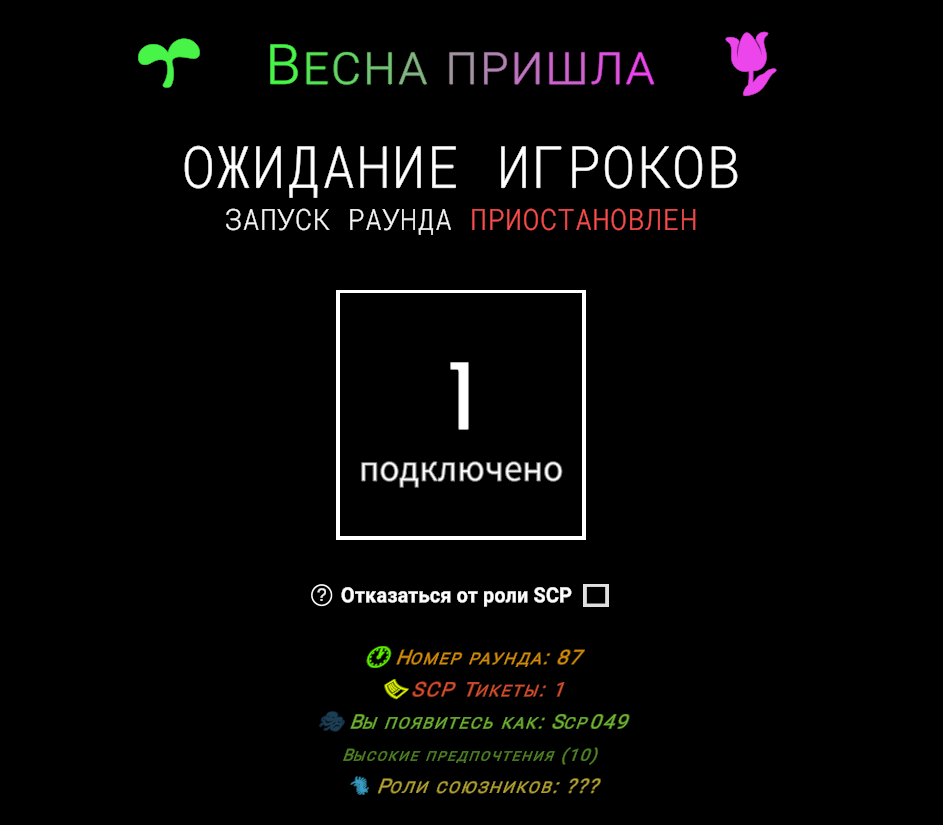 Весна пришла
ОЖИДАНИЕ ИГРОКОВ
ЗАПУСК РАУНДА ПРИОСТАНОВЛЕН
1
подключено
? Отказаться от роли SCP
Номер раунда: 87
SCP Тикеты: 1
Вы появитесь как: Scp049
Высокие предпочтения (10)
Роли союзников: ???